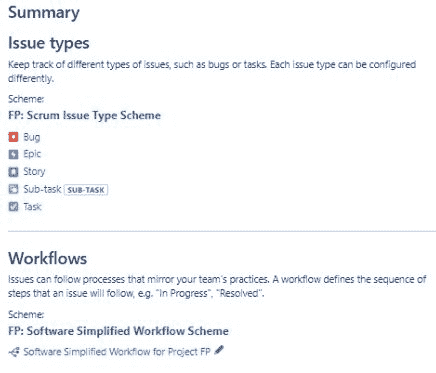 Summary
Issue types
Keep track of different types of issues, such as bugs or tasks. Each issue type can be configured
differently.
Scheme:
FP: Scrum Issue Type Scheme
Bug
Epic
Story
Sub-task SUB-TASK
Task
Workflows
Issues can follow processes that mirror your team's practices. A workflow defines the sequence of
steps that an issue will follow, e.g. "In Progress", "Resolved".
Scheme:
FP: Software Simplified Workflow Scheme
Software Simplified Workflow for Project FP